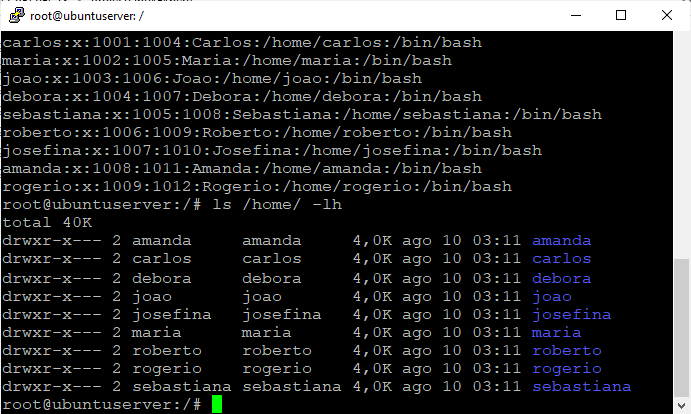 root@ubuntuserver: /
carlos:x:1001:1004:Carlos:/home/carlos:/bin/bash
maria:x:1002:1005:Maria:/home/maria:/bin/bash
joao:x:1003:1006:Joao:/home/joao:/bin/bash
debora:x:1004:1007:Debora:/home/debora:/bin/bash
sebastiana:x:1005:1008:Sebastiana:/home/sebastiana:/bin/bash
roberto:x:1006:1009:Roberto:/home/roberto:/bin/bash
josefina:x:1007:1010:Josefina:/home/josefina:/bin/bash
amanda:x:1008:1011:Amanda:/home/amanda:/bin/bash
rogerio:x:1009:1012:Rogerio:/home/rogerio:/bin/bash
root@ubuntuserver:/# ls /home/ -lh
total 40K
drwxr-x--- 2 amanda     amanda     4,0K ago 10 03:11 amanda
drwxr-x--- 2 carlos     carlos     4,0K ago 10 03:11 carlos
drwxr-x--- 2 debora     debora     4,0K ago 10 03:11 debora
drwxr-x--- 2 joao       joao       4,0K ago 10 03:11 joao
drwxr-x--- 2 josefina   josefina   4,0K ago 10 03:11 josefina
drwxr-x--- 2 maria      maria      4,0K ago 10 03:11 maria
drwxr-x--- 2 roberto    roberto    4,0K ago 10 03:11 roberto
drwxr-x--- 2 rogerio    rogerio    4,0K ago 10 03:11 rogerio
drwxr-x--- 2 sebastiana sebastiana 4,0K ago 10 03:11 sebastiana
root@ubuntuserver:/#